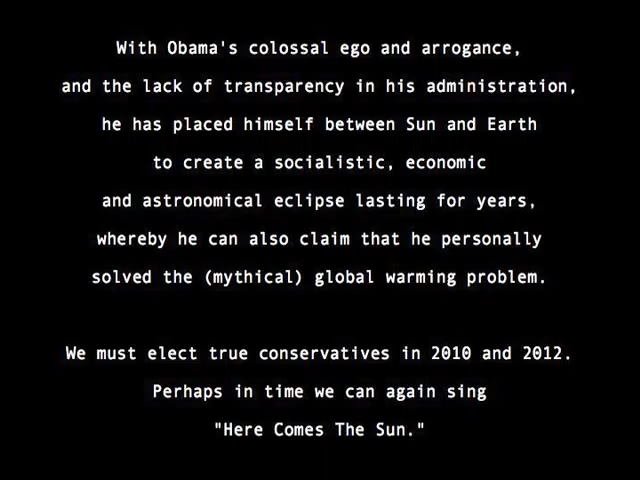 With Obama's colossal ego and arrogance,
and the lack of transparency in his administration,
he has placed himself between Sun and Earth
to create a socialistic, economic
and astronomical eclipse lasting for years,
whereby he can also claim that he personally
solved the (mythical) global warming problem.
We must elect true conservatives in 2010 and 2012.
Perhaps in time we can again sing
"Here Comes The Sun."